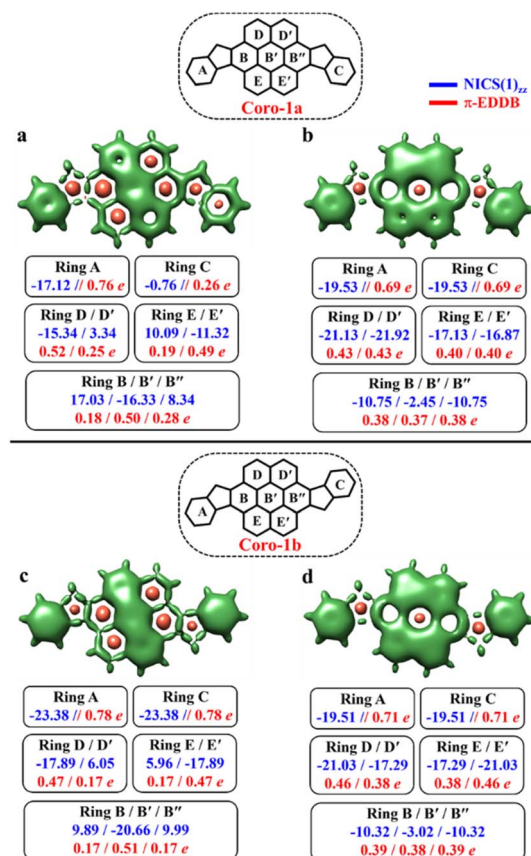 D D′
A B B′ B″ C
E E′
Coro-1a
NICS(1)zz
π-EDDB
a
b
Ring A
-17.12 // 0.76 e
Ring C
-0.76 // 0.26 e
Ring D / D′
-15.34 / 3.34
0.52 / 0.25 e
Ring E / E′
10.09 / -11.32
0.19 / 0.49 e
Ring B / B′ / B″
17.03 / -16.33 / 8.34
0.18 / 0.50 / 0.28 e
Ring A
-19.53 // 0.69 e
Ring C
-19.53 // 0.69 e
Ring D / D′
-21.13 / -21.92
0.43 / 0.43 e
Ring E / E′
-17.13 / -16.87
0.40 / 0.40 e
Ring B / B′ / B″
-10.75 / -2.45 / -10.75
0.38 / 0.37 / 0.38 e
D D′ C
A B B′ B″
E E′
Coro-1b
c
d
Ring A
-23.38 // 0.78 e
Ring C
-23.38 // 0.78 e
Ring D / D′
-17.89 / 6.05
0.47 / 0.17 e
Ring E / E′
5.96 / -17.89
0.17 / 0.47 e
Ring B / B′ / B″
9.89 / -20.66 / 9.99
0.17 / 0.51 / 0.17 e
Ring A
-19.51 // 0.71 e
Ring C
-19.51 // 0.71 e
Ring D / D′
-21.03 / -17.29
0.46 / 0.38 e
Ring E / E′
-17.29 / -21.03
0.38 / 0.46 e
Ring B / B′ / B″
-10.32 / -3.02 / -10.32
0.39 / 0.38 / 0.39 e